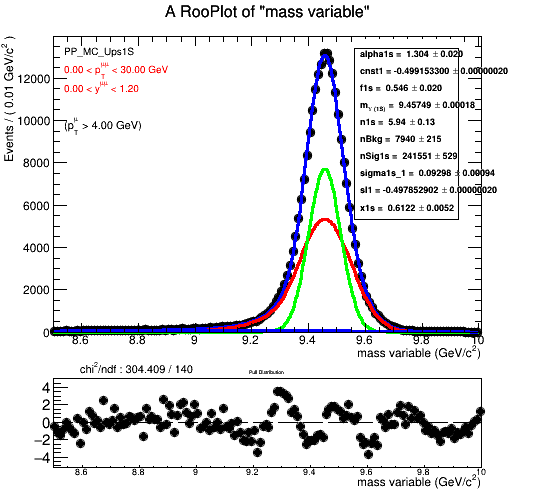 A RooPlot of "mass variable"
Events / ( 0.01 GeV/c² )
PP_MC_Ups1S
0.00 < p_T^μμ < 30.00 GeV
0.00 < y^μμ < 1.20
(p_T^μ > 4.00 GeV)
alpha1s = 1.304 ± 0.020
cnst1 = -0.499153300 ± 0.00000020
f1s = 0.546 ± 0.020
m_ϒ(1S) = 9.45749 ± 0.00018
n1s = 5.94 ± 0.13
nBkg = 7940 ± 215
nSig1s = 241551 ± 529
sigma1s_1 = 0.09298 ± 0.00094
sl1 = -0.497852902 ± 0.00000020
x1s = 0.6122 ± 0.0052
12000
10000
8000
6000
4000
2000
0
8.6 8.8 9 9.2 9.4 9.6 9.8 10
mass variable (GeV/c²)
chi²/ndf : 304.409 / 140
Pull Distribution
4
2
0
−2
−4
8.6 8.8 9 9.2 9.4 9.6 9.8 10
mass variable (GeV/c²)